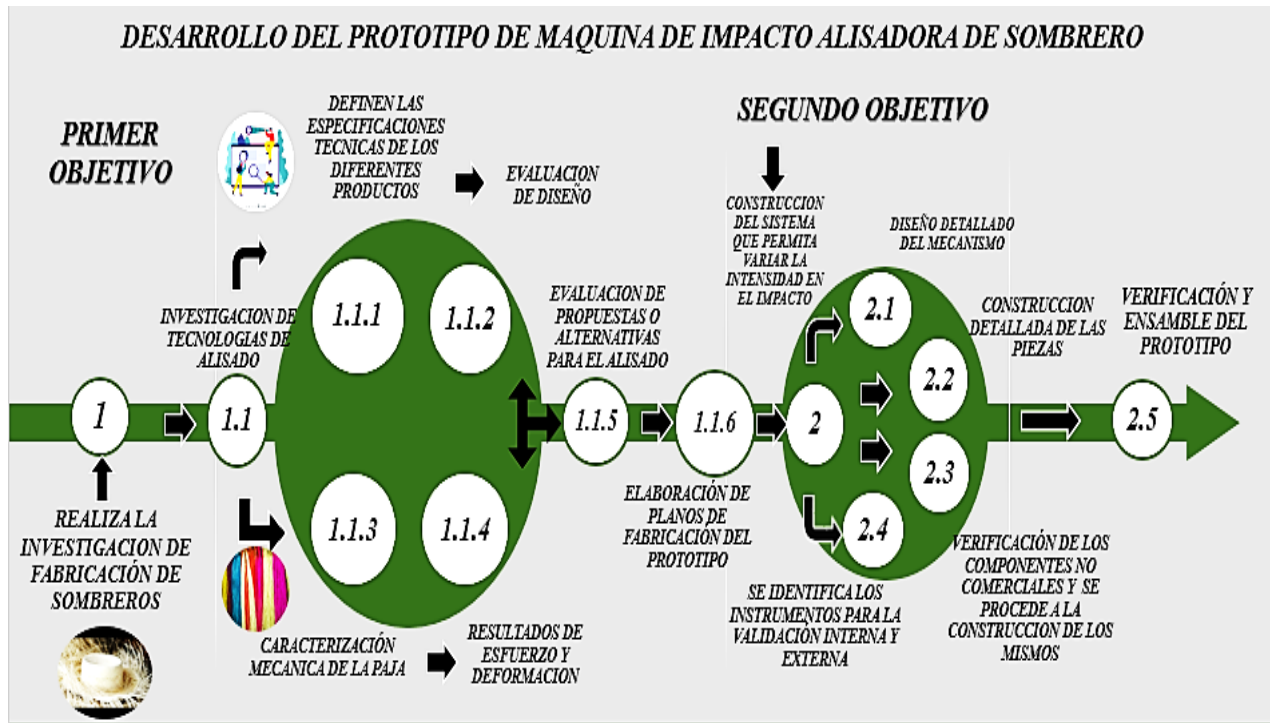 DESARROLLO DEL PROTOTIPO DE MAQUINA DE IMPACTO ALISADORA DE SOMBRERO
PRIMER
OBJETIVO
DEFINEN LAS
ESPECIFICACIONES
TECNICAS DE LOS
DIFERENTES
PRODUCTOS
EVALUACION
DE DISEÑO
SEGUNDO OBJETIVO
CONSTRUCCION
DEL SISTEMA
QUE PERMITA
VARIAR LA
INTENSIDAD EN
EL IMPACTO
DISEÑO DETALLADO
DEL MECANISMO
INVESTIGACION DE
TECNOLOGIAS DE
ALISADO
1.1.1
1.1.2
EVALUACION DE
PROPUESTAS O
ALTERNATIVAS
PARA EL ALISADO
2.1
CONSTRUCCION
DETALLADA DE LAS
PIEZAS
VERIFICACIÓN Y
ENSAMBLE DEL
PROTOTIPO
1
1.1
1.1.5
1.1.6
2
2.2
2.3
2.5
REALIZA LA
INVESTIGACION DE
FABRICACIÓN DE
SOMBREROS
1.1.3
1.1.4
ELABORACIÓN DE
PLANOS DE
FABRICACIÓN DEL
PROTOTIPO
2.4
SE IDENTIFICA LOS
INSTRUMENTOS PARA LA
VALIDACIÓN INTERNA Y
EXTERNA
VERIFICACIÓN DE LOS
COMPONENTES NO
COMERCIALES Y SE
PROCEDE A LA
CONSTRUCCION DE LOS
MISMOS
CARACTERIZACIÓN
MECANICA DE LA PAJA
RESULTADOS DE
ESFUERZO Y
DEFORMACION